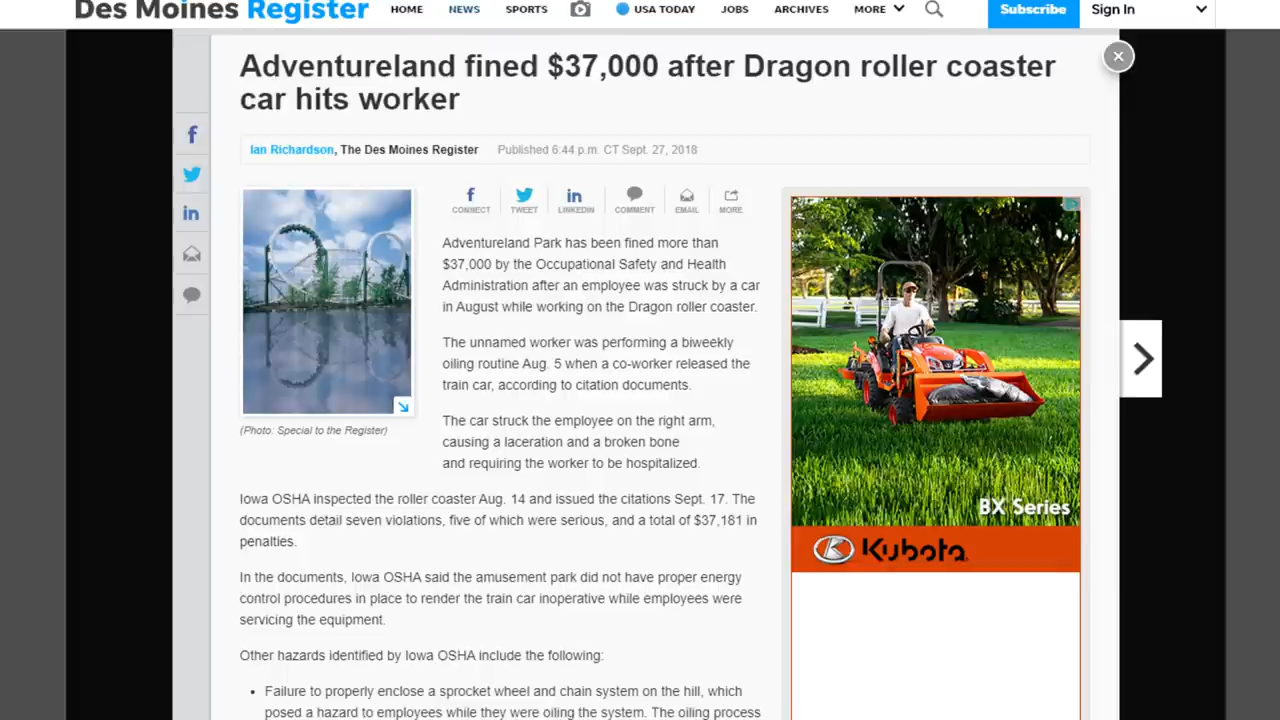 Des Moines Register
HOME NEWS SPORTS USA TODAY JOBS ARCHIVES MORE Subscribe Sign In
Adventureland fined $37,000 after Dragon roller coaster
car hits worker
Ian Richardson, The Des Moines Register Published 6:44 p.m. CT Sept. 27, 2018
CONNECT TWEET LINKEDIN COMMENT EMAIL MORE
(Photo: Special to the Register)
Adventureland Park has been fined more than
$37,000 by the Occupational Safety and Health
Administration after an employee was struck by a car
in August while working on the Dragon roller coaster.
The unnamed worker was performing a biweekly
oiling routine Aug. 5 when a co-worker released the
train car, according to citation documents.
The car struck the employee on the right arm,
causing a laceration and a broken bone
and requiring the worker to be hospitalized.
Iowa OSHA inspected the roller coaster Aug. 14 and issued the citations Sept. 17. The
documents detail seven violations, five of which were serious, and a total of $37,181 in
penalties.
In the documents, Iowa OSHA said the amusement park did not have proper energy
control procedures in place to render the train car inoperative while employees were
servicing the equipment.
Other hazards identified by Iowa OSHA include the following:
• Failure to properly enclose a sprocket wheel and chain system on the hill, which
posed a hazard to employees while they were oiling the system. The oiling process
BX Series
Kubota